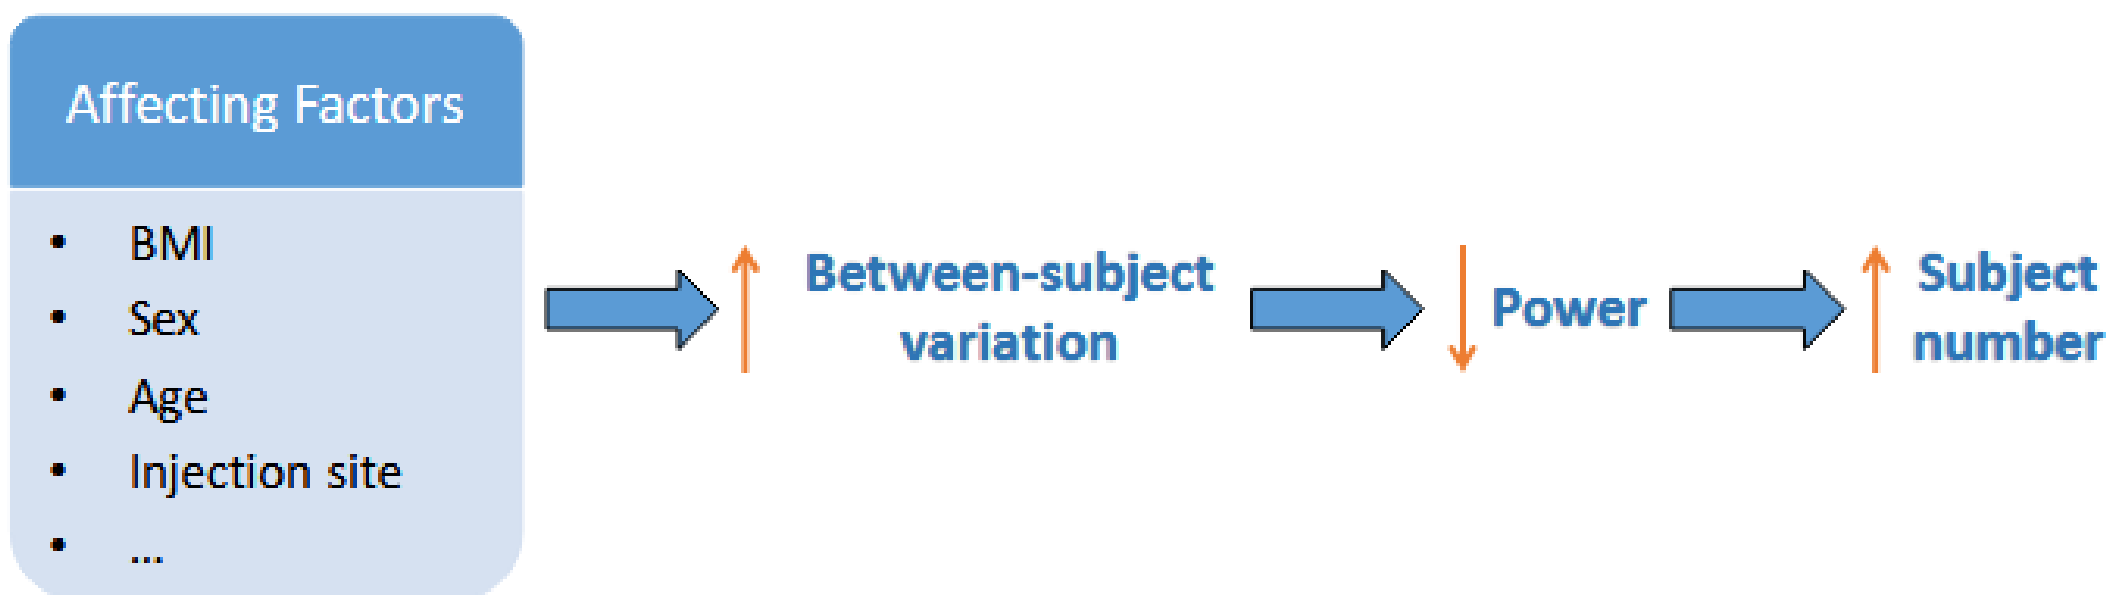 Affecting Factors
• BMI
• Sex
• Age
• Injection site
• ...
Between-subject
variation
Power
Subject
number